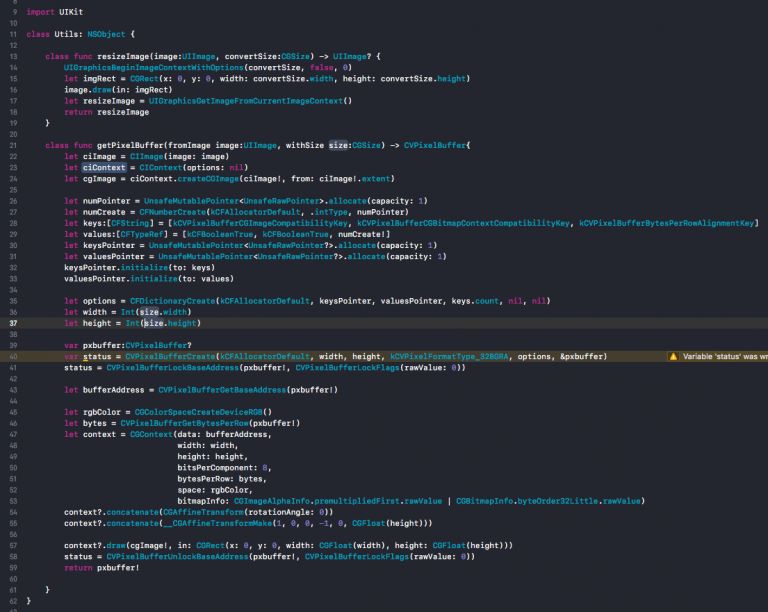 9 import UIKit
10
11 class Utils: NSObject {
12
13 class func resizeImage(image:UIImage, convertSize:CGSize) -> UIImage? {
14 UIGraphicsBeginImageContextWithOptions(convertSize, false, 0)
15 let imgRect = CGRect(x: 0, y: 0, width: convertSize.width, height: convertSize.height)
16 image.draw(in: imgRect)
17 let resizeImage = UIGraphicsGetImageFromCurrentImageContext()
18 return resizeImage
19 }
20
21 class func getPixelBuffer(fromImage image:UIImage, withSize size:CGSize) -> CVPixelBuffer{
22 let ciImage = CIImage(image: image)
23 let ciContext = CIContext(options: nil)
24 let cgImage = ciContext.createCGImage(ciImage!, from: ciImage!.extent)
25
26 let numPointer = UnsafeMutablePointer<UnsafeRawPointer>.allocate(capacity: 1)
27 let numCreate = CFNumberCreate(kCFAllocatorDefault, .intType, numPointer)
28 let keys:[CFString] = [kCVPixelBufferCGImageCompatibilityKey, kCVPixelBufferCGBitmapContextCompatibilityKey, kCVPixelBufferBytesPerRowAlignmentKey]
29 let values:[CFTypeRef] = [kCFBooleanTrue, kCFBooleanTrue, numCreate!]
30 let keysPointer = UnsafeMutablePointer<UnsafeRawPointer?>.allocate(capacity: 1)
31 let valuesPointer = UnsafeMutablePointer<UnsafeRawPointer?>.allocate(capacity: 1)
32 keysPointer.initialize(to: keys)
33 valuesPointer.initialize(to: values)
34
35 let options = CFDictionaryCreate(kCFAllocatorDefault, keysPointer, valuesPointer, keys.count, nil, nil)
36 let width = Int(size.width)
37 let height = Int(size.height)
38
39 var pxbuffer:CVPixelBuffer?
40 var status = CVPixelBufferCreate(kCFAllocatorDefault, width, height, kCVPixelFormatType_32BGRA, options, &pxbuffer) Variable 'status' was wr
41 status = CVPixelBufferLockBaseAddress(pxbuffer!, CVPixelBufferLockFlags(rawValue: 0))
42
43 let bufferAddress = CVPixelBufferGetBaseAddress(pxbuffer!)
44
45 let rgbColor = CGColorSpaceCreateDeviceRGB()
46 let bytes = CVPixelBufferGetBytesPerRow(pxbuffer!)
47 let context = CGContext(data: bufferAddress,
48 width: width,
49 height: height,
50 bitsPerComponent: 8,
51 bytesPerRow: bytes,
52 space: rgbColor,
53 bitmapInfo: CGImageAlphaInfo.premultipliedFirst.rawValue | CGBitmapInfo.byteOrder32Little.rawValue)
54 context?.concatenate(CGAffineTransform(rotationAngle: 0))
55 context?.concatenate(__CGAffineTransformMake(1, 0, 0, -1, 0, CGFloat(height)))
56
57 context?.draw(cgImage!, in: CGRect(x: 0, y: 0, width: CGFloat(width), height: CGFloat(height)))
58 status = CVPixelBufferUnlockBaseAddress(pxbuffer!, CVPixelBufferLockFlags(rawValue: 0))
59 return pxbuffer!
60
61 }
62 }